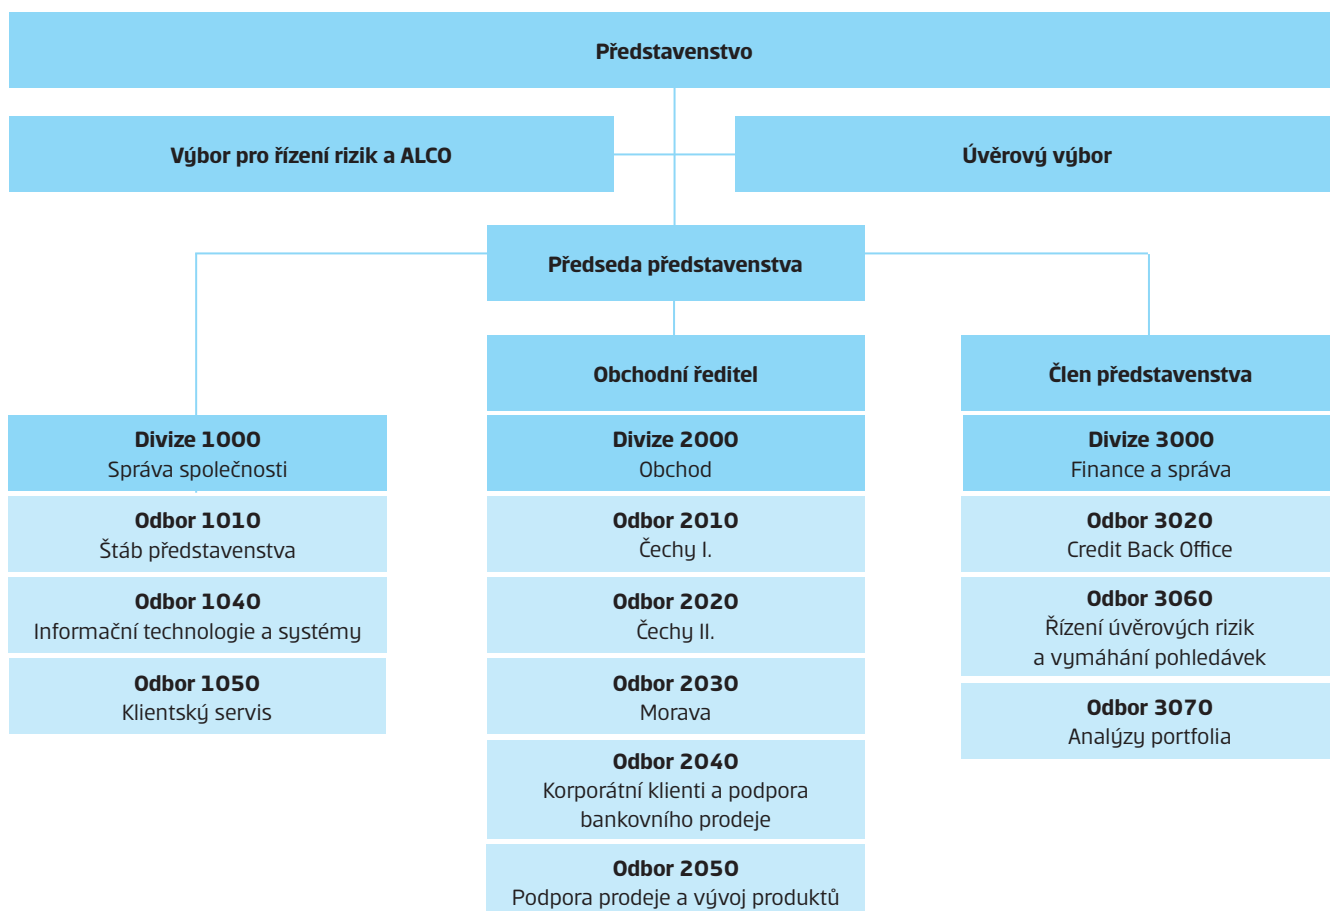 Představenstvo
Výbor pro řízení rizik a ALCO
Úvěrový výbor
Předseda představenstva
Obchodní ředitel
Člen představenstva
Divize 1000
Správa společnosti
Odbor 1010
Štáb představenstva
Odbor 1040
Informační technologie a systémy
Odbor 1050
Klientský servis
Divize 2000
Obchod
Odbor 2010
Čechy I.
Odbor 2020
Čechy II.
Odbor 2030
Morava
Odbor 2040
Korporátní klienti a podpora
bankovního prodeje
Odbor 2050
Podpora prodeje a vývoj produktů
Divize 3000
Finance a správa
Odbor 3020
Credit Back Office
Odbor 3060
Řízení úvěrových rizik
a vymáhání pohledávek
Odbor 3070
Analýzy portfolia